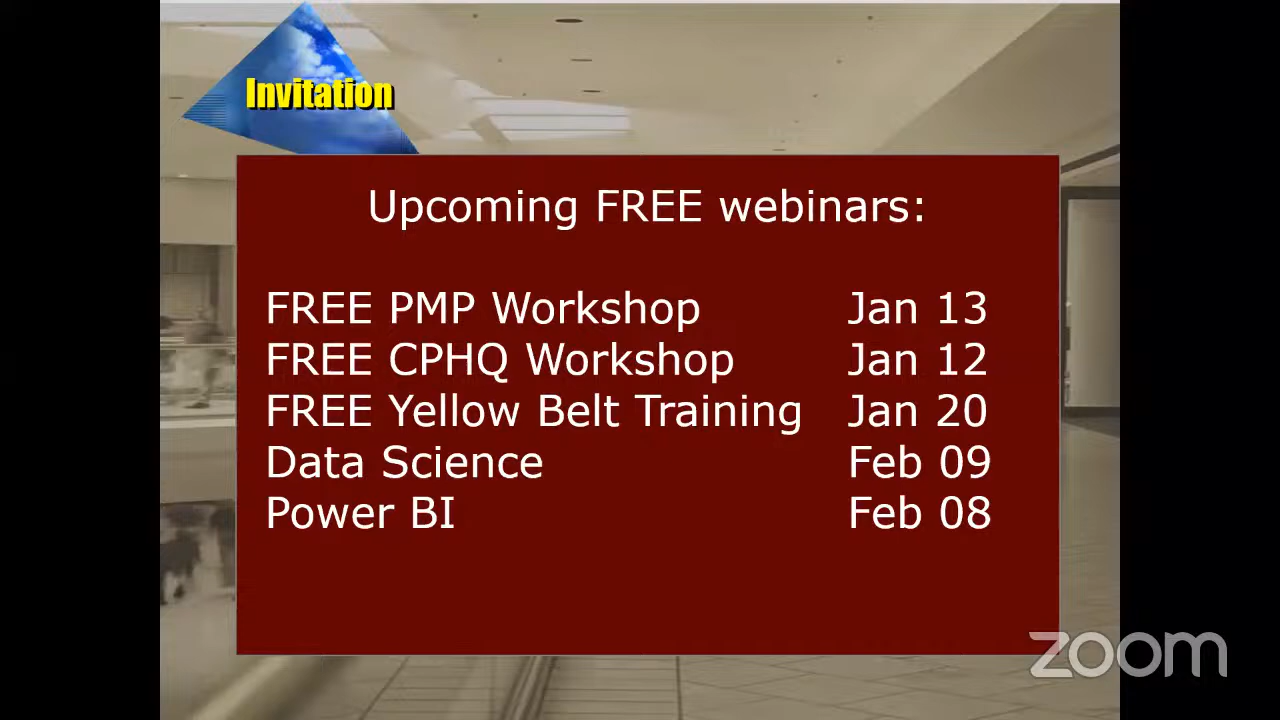 Invitation
Upcoming FREE webinars:
FREE PMP Workshop Jan 13
FREE CPHQ Workshop Jan 12
FREE Yellow Belt Training Jan 20
Data Science Feb 09
Power BI Feb 08
zoom